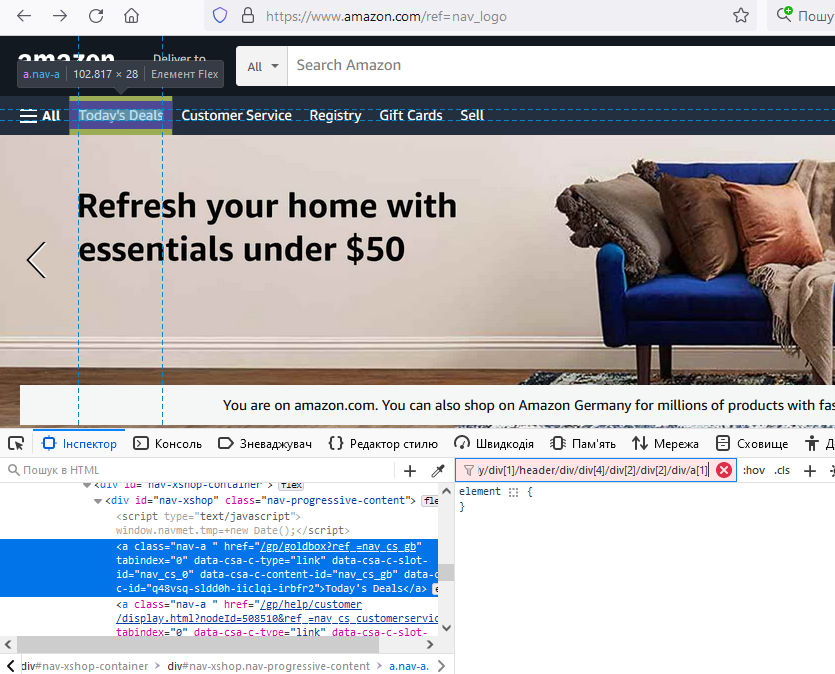 https://www.amazon.com/ref=nav_logo
Пошу
amazon
Deliver to
All
Search Amazon
a.nav-a
102.817 × 28
Елемент Flex
All
Today's Deals
Customer Service
Registry
Gift Cards
Sell
Refresh your home with
essentials under $50
You are on amazon.com. You can also shop on Amazon Germany for millions of products with fas
Інспектор
Консоль
Зневаджувач
Редактор стилю
Швидкодія
Пам'ять
Мережа
Сховище
Д
Пошук в HTML
y/div[1]/header/div/div[4]/div[2]/div[2]/div/a[1]
:hov
.cls
<div id="nav-xshop-container"> flex
<div id="nav-xshop" class="nav-progressive-content"> fle
<script type="text/javascript">
window.navmet.tmp=+new Date();</script>
<a class="nav-a " href="/gp/goldbox?ref_=nav_cs_gb"
tabindex="0" data-csa-c-type="link" data-csa-c-slot-
id="nav_cs_0" data-csa-c-content-id="nav_cs_gb" data-c
c-id="q48vsq-sldd0h-iiclqi-irbfr2">Today's Deals</a> e
<a class="nav-a " href="/gp/help/customer
/display.html?nodeId=508510&ref_=nav_cs_customerservic
tabindex="0" data-csa-c-type="link" data-csa-c-slot-
element {
}
div#nav-xshop-container
div#nav-xshop.nav-progressive-content
a.nav-a.